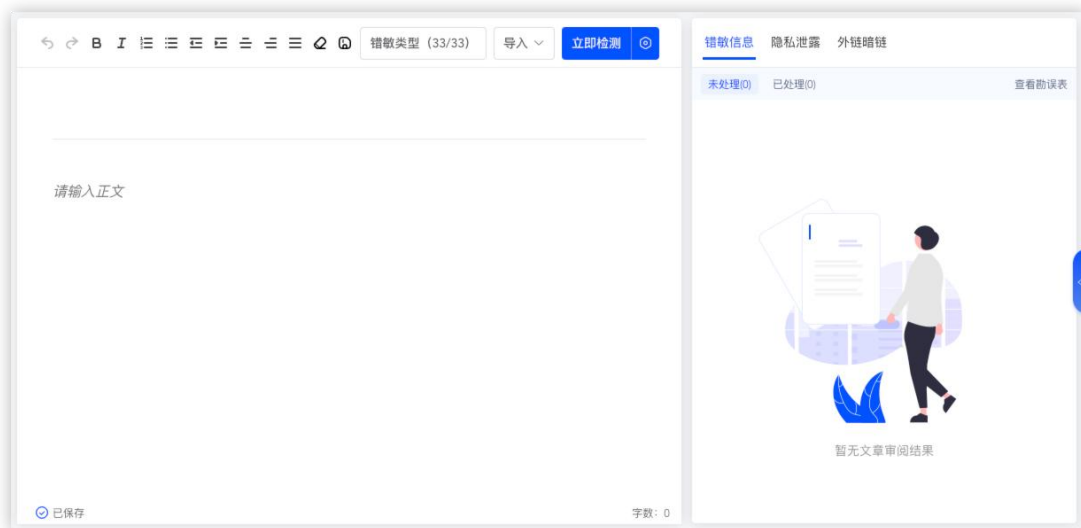 B I 错敏类型 (33/33) 导入 立即检测
请输入正文
已保存 字数: 0
错敏信息 隐私泄露 外链暗链
未处理(0) 已处理(0) 查看勘误表
暂无文章审阅结果